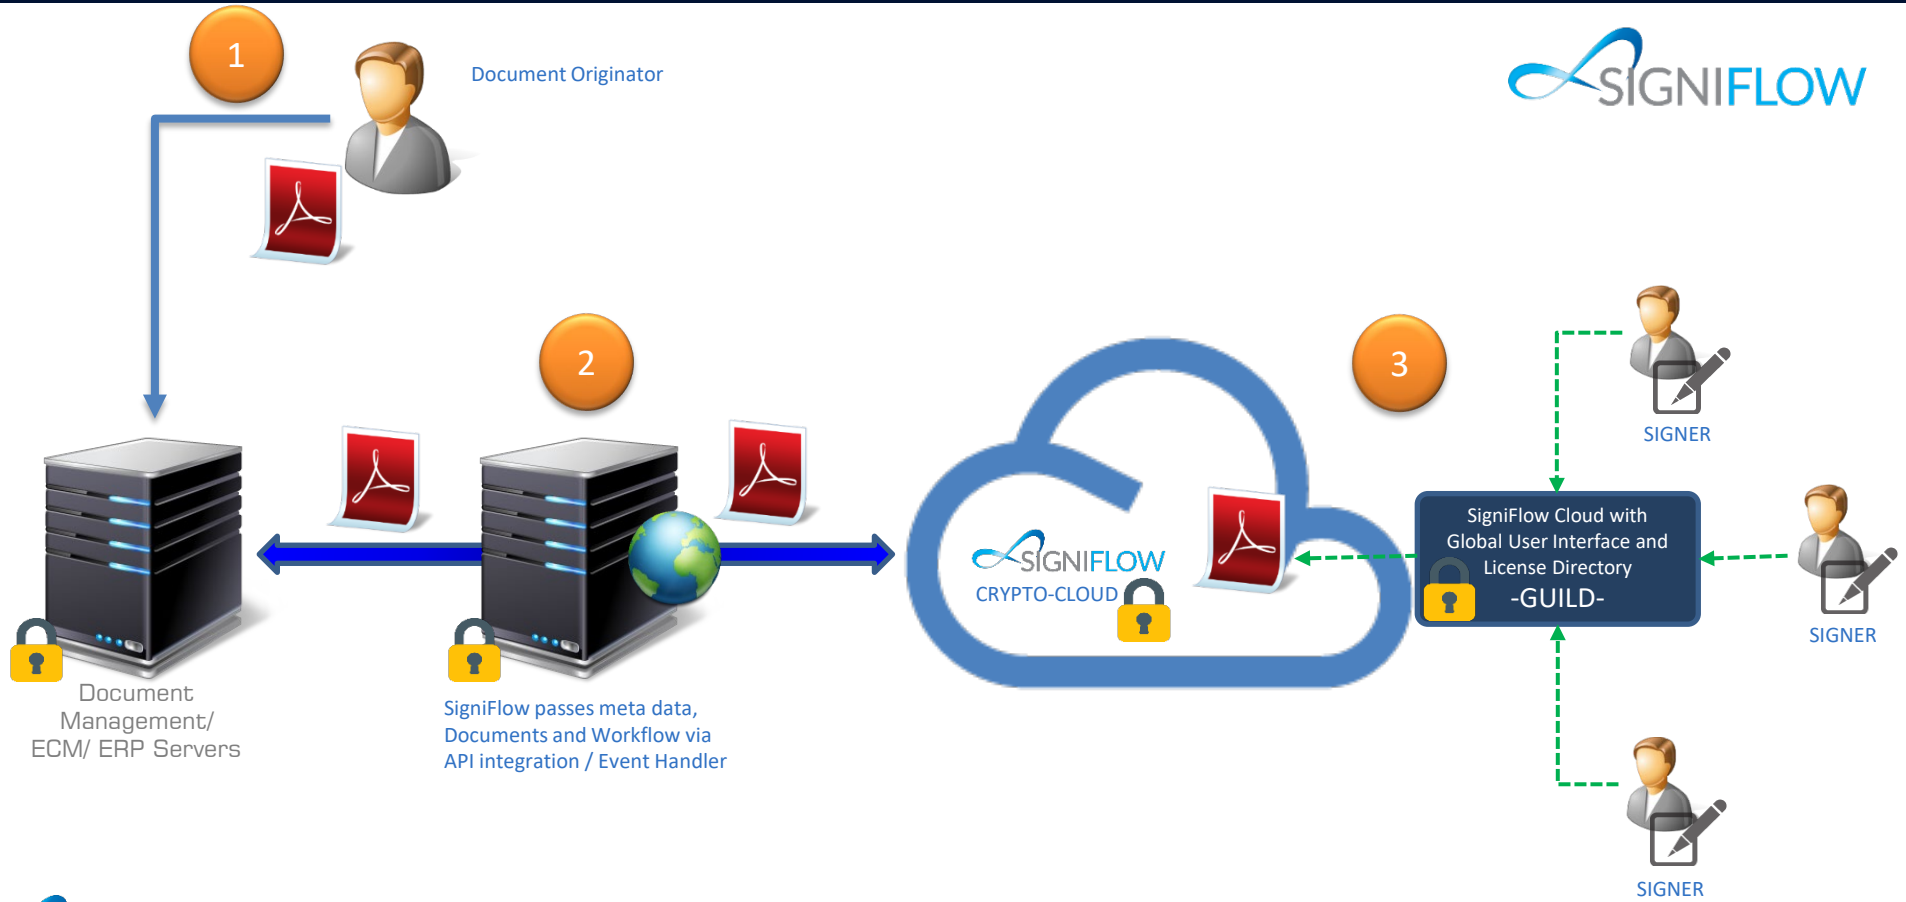 1
Document Originator
SIGNIFLOW
2
3
SIGNER
SigniFlow Cloud with
Global User Interface and
License Directory
-GUILD-
SIGNIFLOW
CRYPTO-CLOUD
SIGNER
Document
Management/
ECM/ ERP Servers
SigniFlow passes meta data,
Documents and Workflow via
API integration / Event Handler
SIGNER